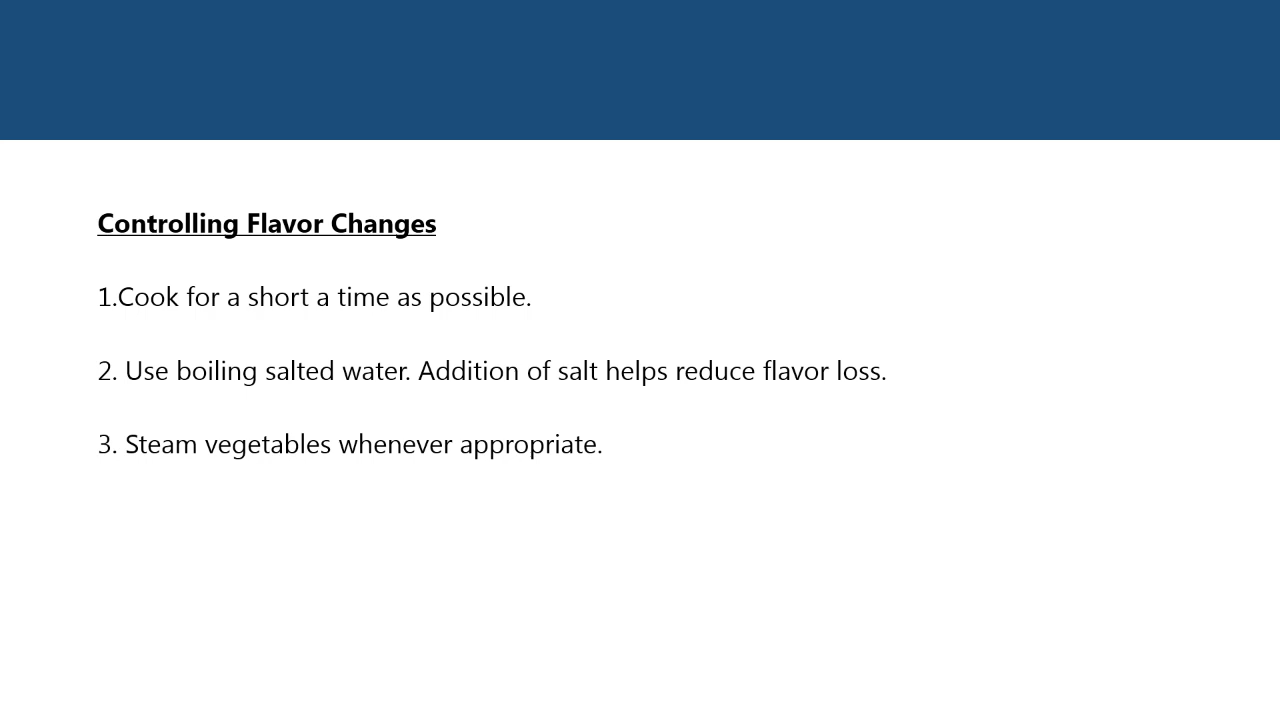 Controlling Flavor Changes
1.Cook for a short a time as possible.
2. Use boiling salted water. Addition of salt helps reduce flavor loss.
3. Steam vegetables whenever appropriate.